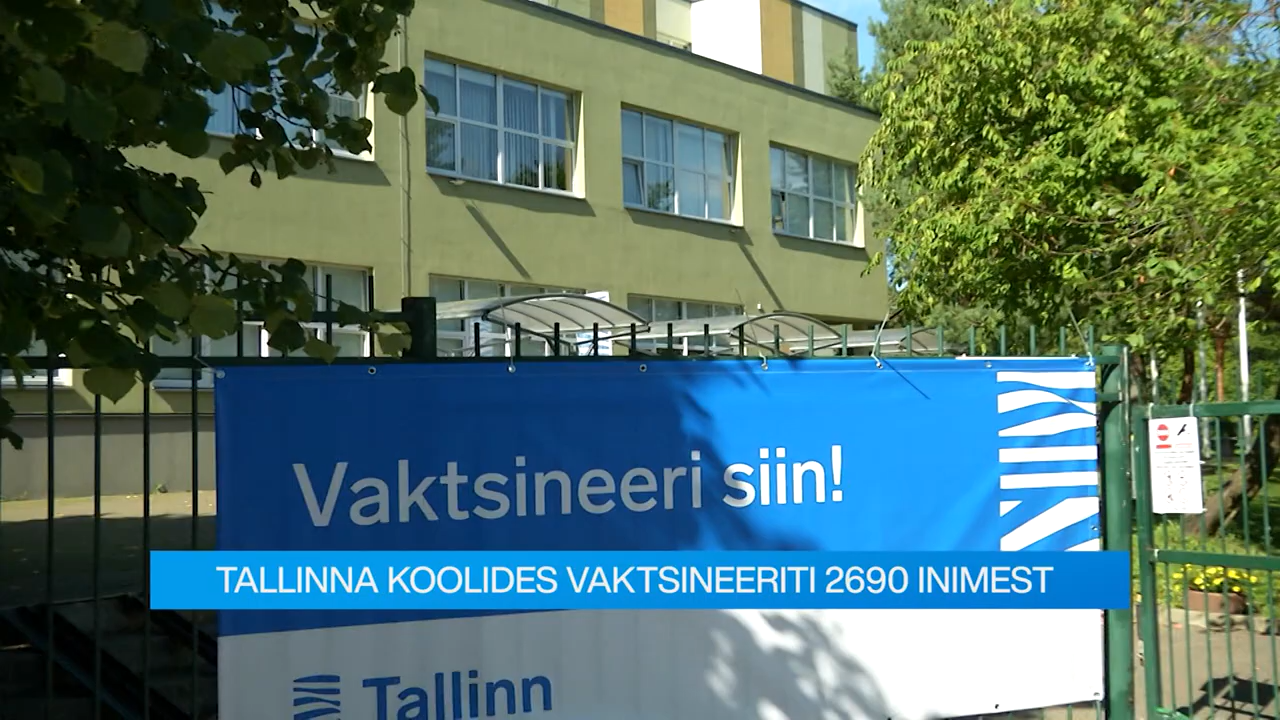 Vaktsineeri siin!
TALLINNA KOOLIDES VAKTSINEERITI 2690 INIMEST
Tallinn